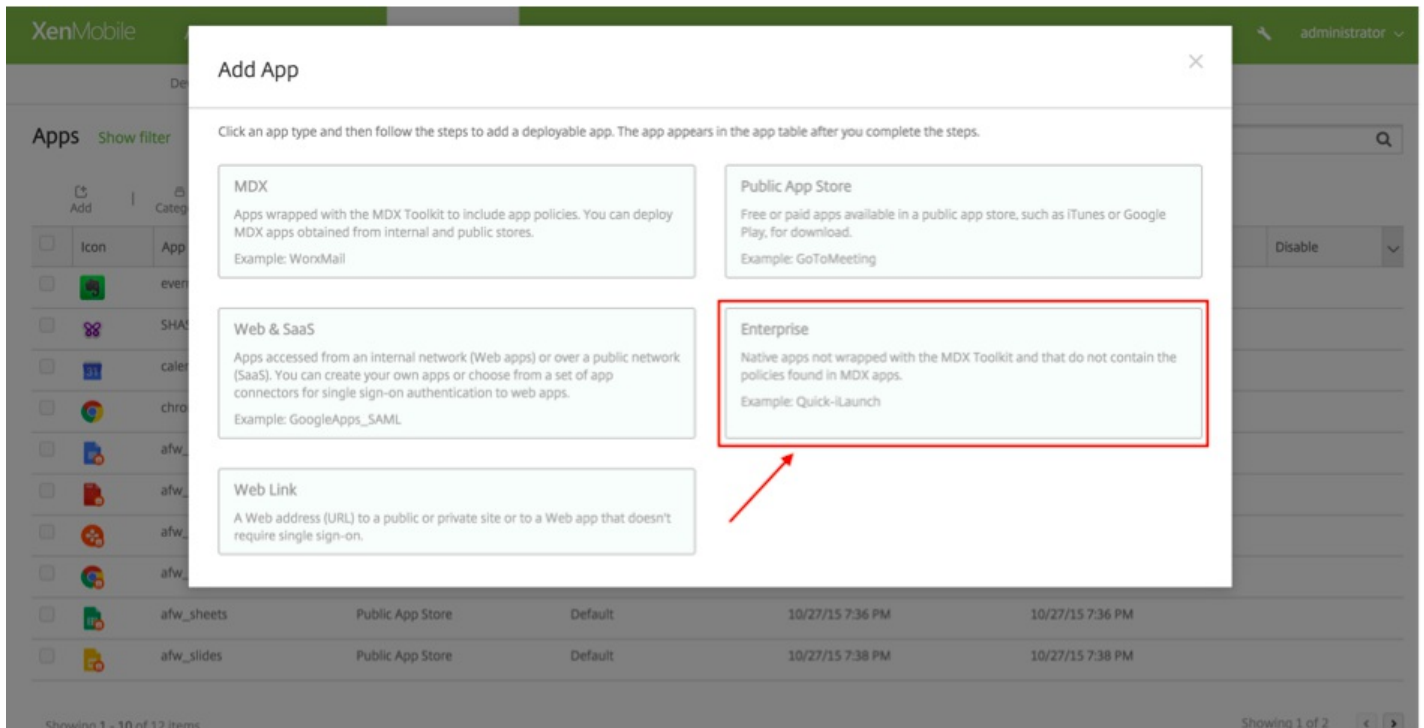 XenMobile
administrator
Add App
Apps Show filter
Click an app type and then follow the steps to add a deployable app. The app appears in the app table after you complete the steps.
Add
MDX
Apps wrapped with the MDX Toolkit to include app policies. You can deploy
MDX apps obtained from internal and public stores.
Example: WorxMail
Public App Store
Free or paid apps available in a public app store, such as iTunes or Google
Play, for download.
Example: GoToMeeting
Icon
App
Disable
Web & SaaS
Apps accessed from an internal network (Web apps) or over a public network
(SaaS). You can create your own apps or choose from a set of app
connectors for single sign-on authentication to web apps.
Example: GoogleApps_SAML
Enterprise
Native apps not wrapped with the MDX Toolkit and that do not contain the
policies found in MDX apps.
Example: Quick-iLaunch
31
afw_
afw_
afw_
afw_
Web Link
A Web address (URL) to a public or private site or to a Web app that doesn't
require single sign-on.
afw_sheets Public App Store Default 10/27/15 7:36 PM 10/27/15 7:36 PM
afw_slides Public App Store Default 10/27/15 7:38 PM 10/27/15 7:38 PM
Showing 1 - 10 of 12 items
Showing 1 of 2